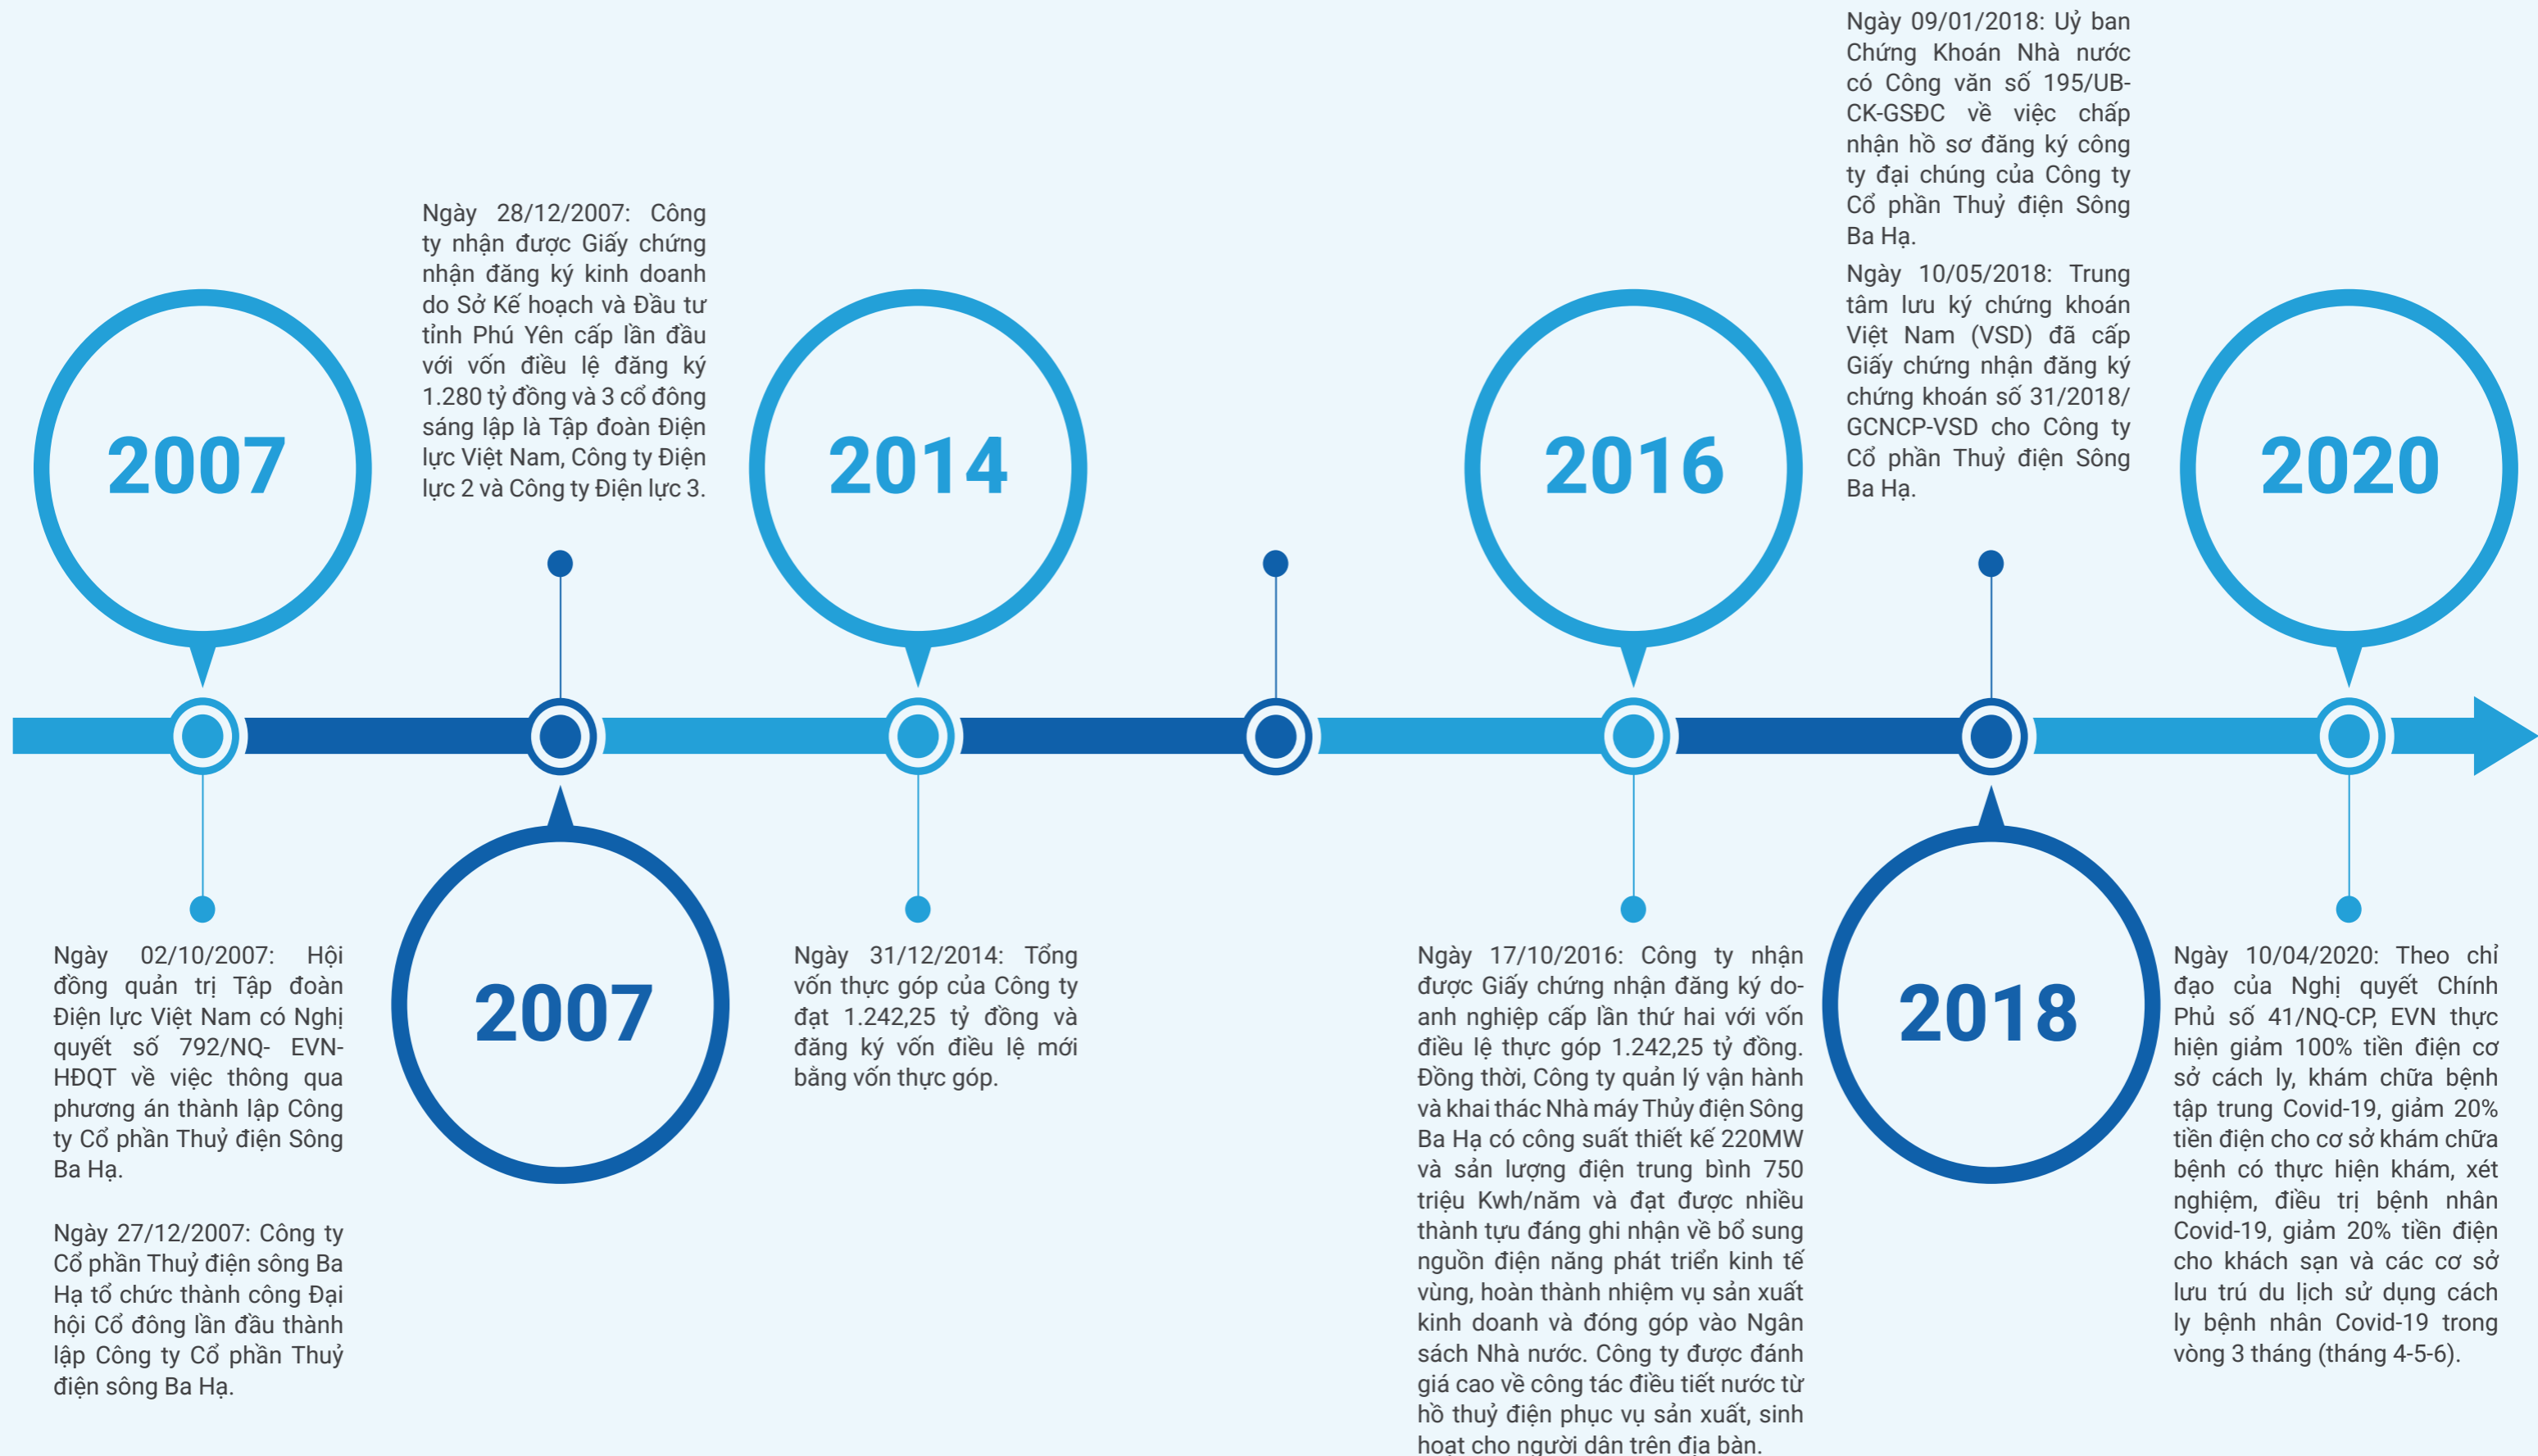 2007
Ngày 02/10/2007: Hội
đồng quản trị Tập đoàn
Điện lực Việt Nam có Nghị
quyết số 792/NQ- EVN-
HĐQT về việc thông qua
phương án thành lập Công
ty Cổ phần Thuỷ điện Sông
Ba Hạ.
Ngày 27/12/2007: Công ty
Cổ phần Thuỷ điện sông Ba
Hạ tổ chức thành công Đại
hội Cổ đông lần đầu thành
lập Công ty Cổ phần Thuỷ
điện sông Ba Hạ.
Ngày 28/12/2007: Công
ty nhận được Giấy chứng
nhận đăng ký kinh doanh
do Sở Kế hoạch và Đầu tư
tỉnh Phú Yên cấp lần đầu
với vốn điều lệ đăng ký
1.280 tỷ đồng và 3 cổ đông
sáng lập là Tập đoàn Điện
lực Việt Nam, Công ty Điện
lực 2 và Công ty Điện lực 3.
2007
2014
Ngày 31/12/2014: Tổng
vốn thực góp của Công ty
đạt 1.242,25 tỷ đồng và
đăng ký vốn điều lệ mới
bằng vốn thực góp.
2016
Ngày 17/10/2016: Công ty nhận
được Giấy chứng nhận đăng ký do-
anh nghiệp cấp lần thứ hai với vốn
điều lệ thực góp 1.242,25 tỷ đồng.
Đồng thời, Công ty quản lý vận hành
và khai thác Nhà máy Thủy điện Sông
Ba Hạ có công suất thiết kế 220MW
và sản lượng điện trung bình 750
triệu Kwh/năm và đạt được nhiều
thành tựu đáng ghi nhận về bổ sung
nguồn điện năng phát triển kinh tế
vùng, hoàn thành nhiệm vụ sản xuất
kinh doanh và đóng góp vào Ngân
sách Nhà nước. Công ty được đánh
giá cao về công tác điều tiết nước từ
hồ thuỷ điện phục vụ sản xuất, sinh
hoạt cho người dân trên địa bàn.
Ngày 09/01/2018: Uỷ ban
Chứng Khoán Nhà nước
có Công văn số 195/UB-
CK-GSĐC về việc chấp
nhận hồ sơ đăng ký công
ty đại chúng của Công ty
Cổ phần Thuỷ điện Sông
Ba Hạ.
Ngày 10/05/2018: Trung
tâm lưu ký chứng khoán
Việt Nam (VSD) đã cấp
Giấy chứng nhận đăng ký
chứng khoán số 31/2018/
GCNCP-VSD cho Công ty
Cổ phần Thuỷ điện Sông
Ba Hạ.
2018
2020
Ngày 10/04/2020: Theo chỉ
đạo của Nghị quyết Chính
Phủ số 41/NQ-CP, EVN thực
hiện giảm 100% tiền điện cơ
sở cách ly, khám chữa bệnh
tập trung Covid-19, giảm 20%
tiền điện cho cơ sở khám chữa
bệnh có thực hiện khám, xét
nghiệm, điều trị bệnh nhân
Covid-19, giảm 20% tiền điện
cho khách sạn và các cơ sở
lưu trú du lịch sử dụng cách
ly bệnh nhân Covid-19 trong
vòng 3 tháng (tháng 4-5-6).